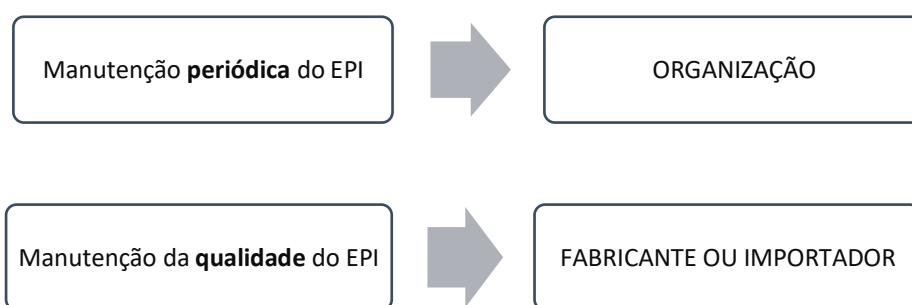 Manutenção periódica do EPI
ORGANIZAÇÃO
Manutenção da qualidade do EPI
FABRICANTE OU IMPORTADOR